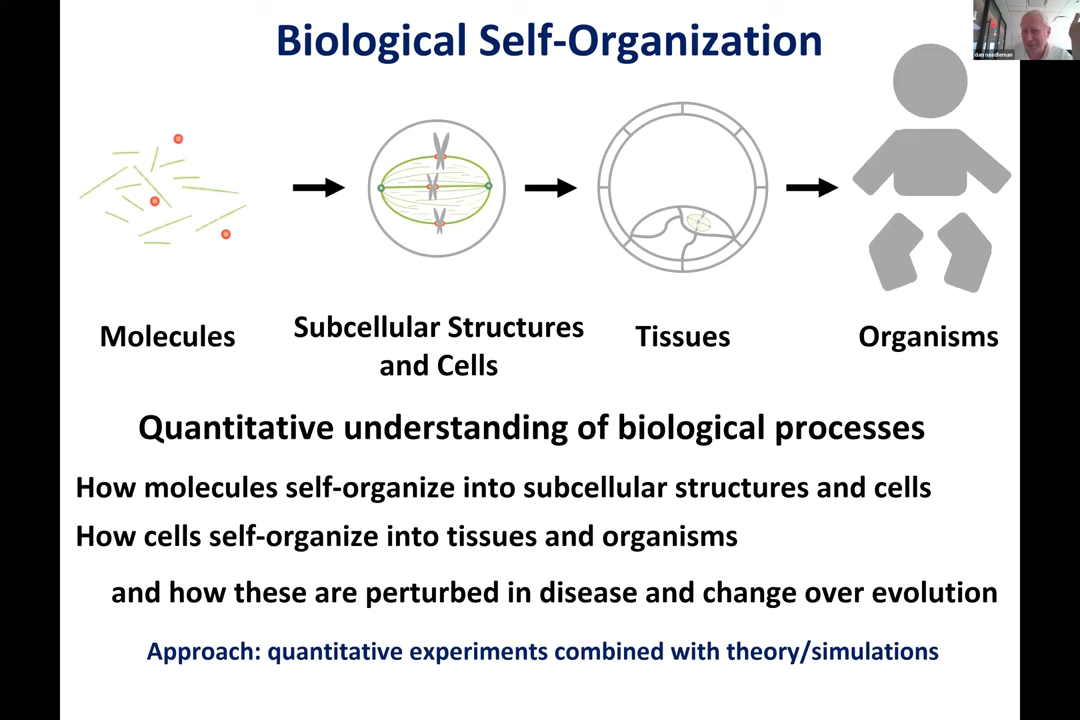 Biological Self-Organization
dan needleman
Molecules
Subcellular Structures
and Cells
Tissues
Organisms
Quantitative understanding of biological processes
How molecules self-organize into subcellular structures and cells
How cells self-organize into tissues and organisms
and how these are perturbed in disease and change over evolution
Approach: quantitative experiments combined with theory/simulations